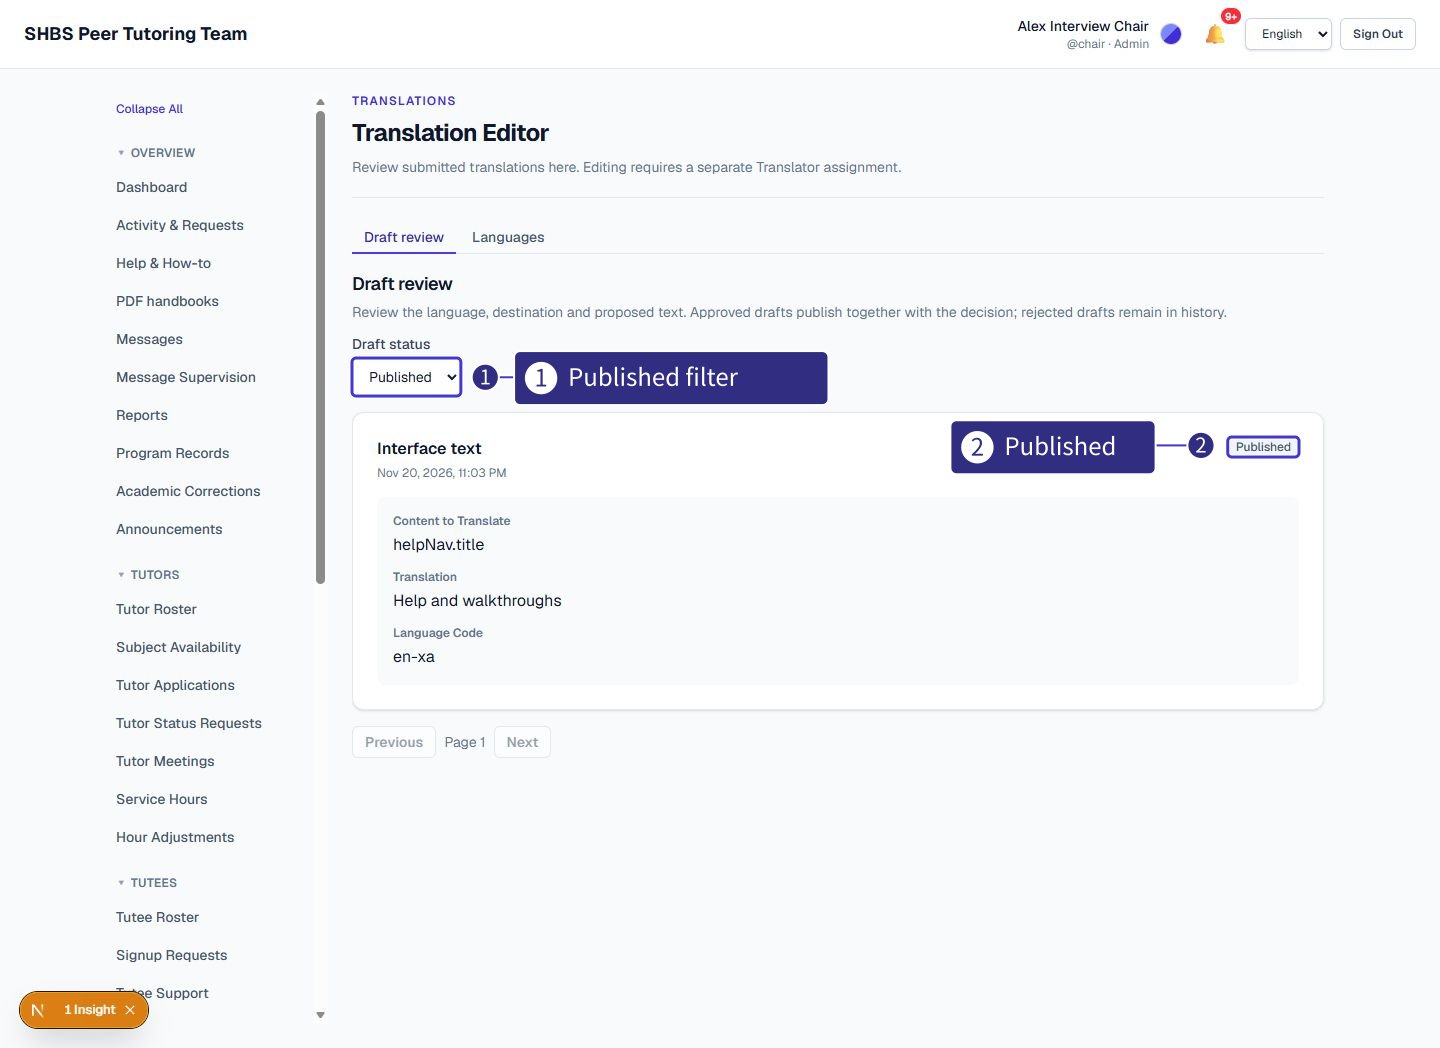 SHBS Peer Tutoring Team
Alex Interview Chair
@chair · Admin
9+
English
Sign Out
Collapse All
OVERVIEW
Dashboard
Activity & Requests
Help & How-to
PDF handbooks
Messages
Message Supervision
Reports
Program Records
Academic Corrections
Announcements
TUTORS
Tutor Roster
Subject Availability
Tutor Applications
Tutor Status Requests
Tutor Meetings
Service Hours
Hour Adjustments
TUTEES
Tutee Roster
Signup Requests
Tutee Support
N 1 Insight
TRANSLATIONS
Translation Editor
Review submitted translations here. Editing requires a separate Translator assignment.
Draft review Languages
Draft review
Review the language, destination and proposed text. Approved drafts publish together with the decision; rejected drafts remain in history.
Draft status
Published 1 1 Published filter
Interface text
Nov 20, 2026, 11:03 PM
2 Published 2 Published
Content to Translate
helpNav.title
Translation
Help and walkthroughs
Language Code
en-xa
Previous Page 1 Next